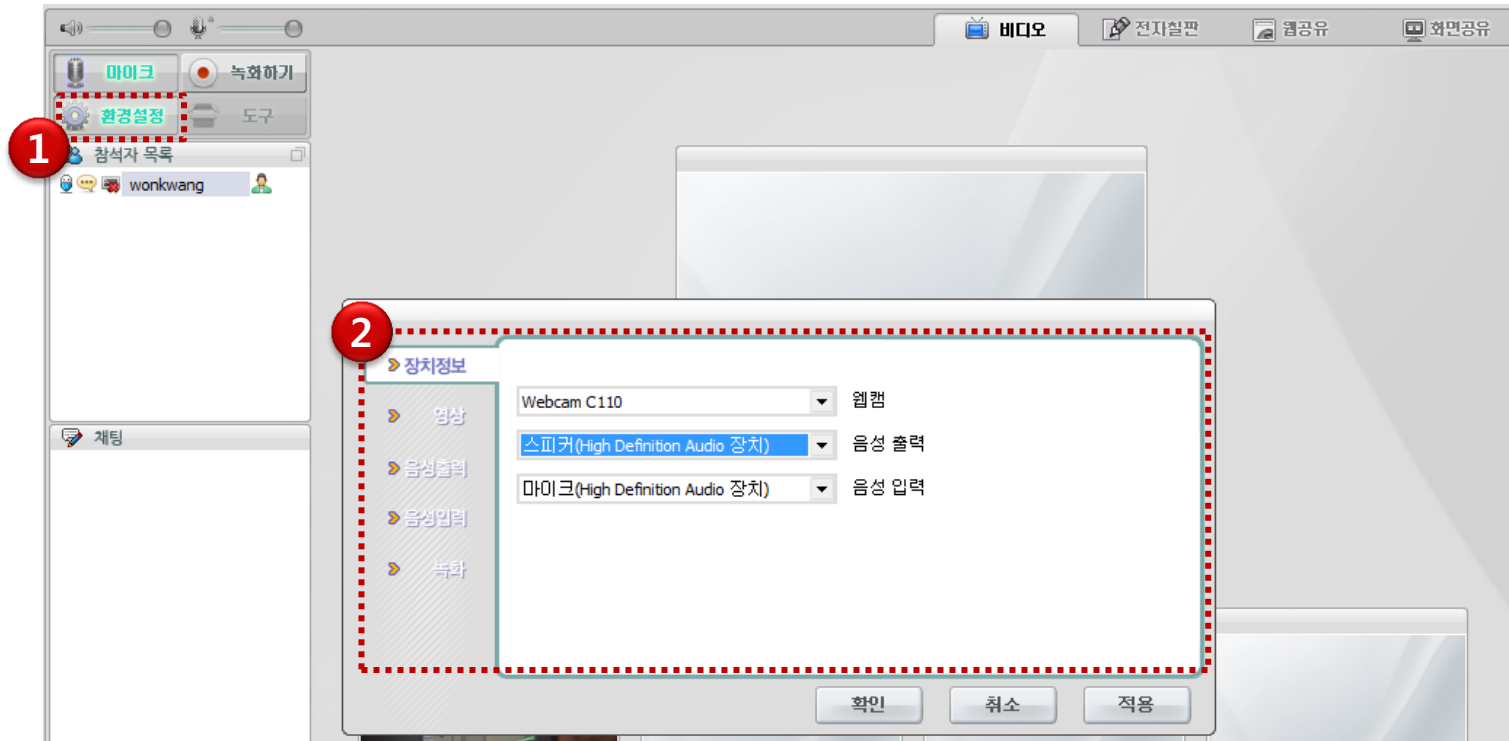 비디오 전자칠판 웹공유 화면공유
마이크 녹화하기
환경설정 도구
1
참석자 목록
wonkwang
2
장치정보
Webcam C110 웹캠
영상
스피커(High Definition Audio 장치) 음성 출력
음성출력
마이크(High Definition Audio 장치) 음성 입력
음성입력
녹화
채팅
확인 취소 적용